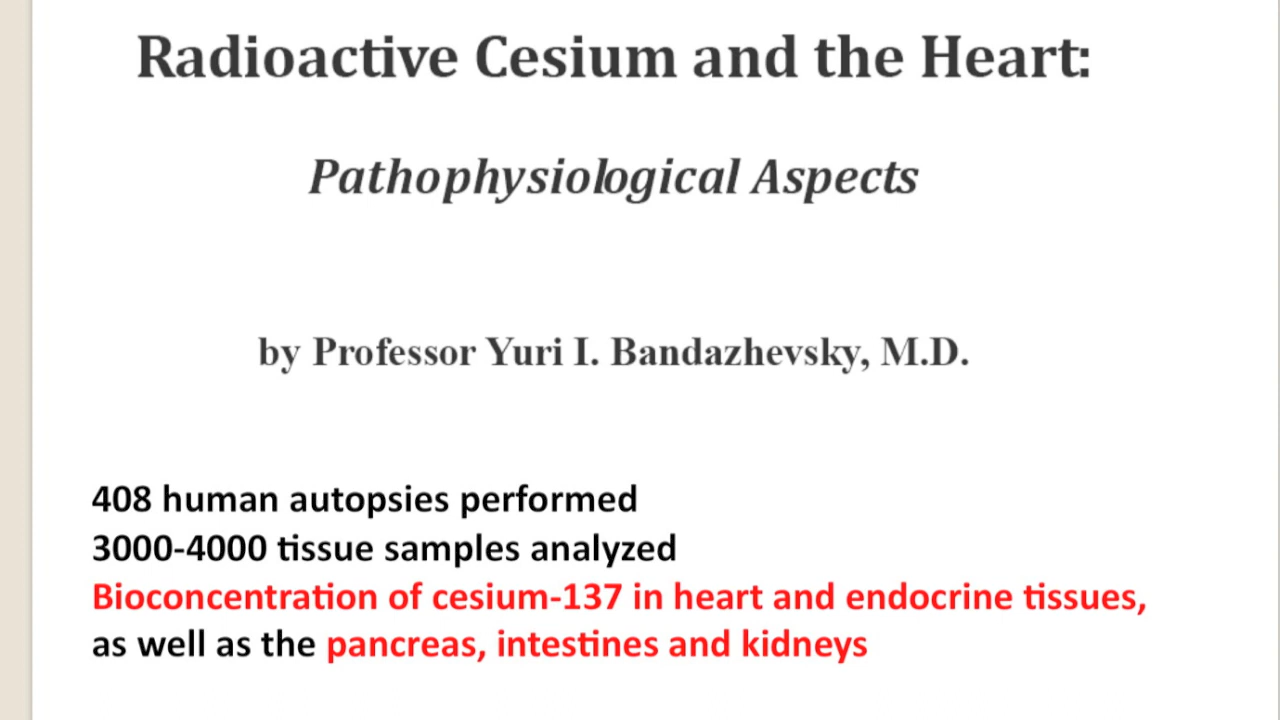 Radioactive Cesium and the Heart:
Pathophysiological Aspects
by Professor Yuri I. Bandazhevsky, M.D.
408 human autopsies performed
3000-4000 tissue samples analyzed
Bioconcentration of cesium-137 in heart and endocrine tissues,
as well as the pancreas, intestines and kidneys